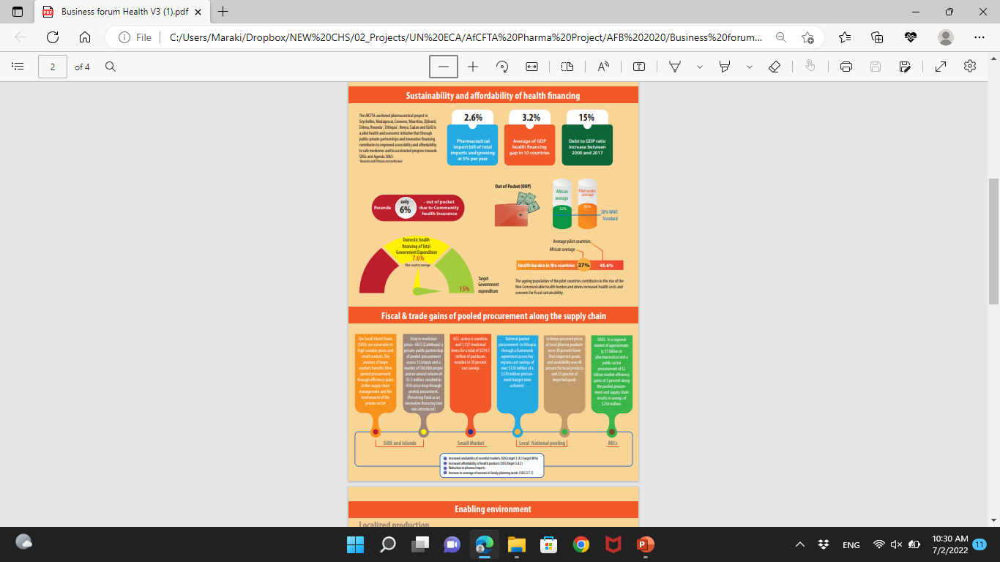 Business forum Health V3 (1).pdf
File
C:/Users/Maraki/Dropbox/NEW%20CHS/02_Projects/UN%20ECA/AfCFTA%20Pharma%20Project/AFB%202020/Business%20forum...
2
of 4
Sustainability and affordability of health financing
The AfCFTA-anchored pharmaceutical project in
Seychelles, Madagascar, Comoros, Mauritius, Djibouti,
Eritrea, Rwanda*, Ethiopia*, Kenya, Sudan and IGAD is
a pilot health and economic initiative that through
public-private partnerships and innovative financing
contributes to improved accessibility and affordability
to safe medicines and to accelerated progress towards
SDGs and Agenda 2063.
*Rwanda and Ethiopia are landlocked
2.6%
Pharmaceutical
import bill of total
imports and growing
at 5% per year
3.2%
Average of GDP
health financing
gap in 10 countries
15%
Debt to GDP ratio
increase between
2000 and 2017
Rwanda
only
6%
- out of pocket
due to Community
health Insurance
Out of Pocket (OOP)
African
average
Pilot country
average
20% WHO
Standard
Domestic health
financing of Total
Government Expenditure
7.6%
Pilot country average
15%
Target
Government
expenditure
Average pilot countries
African average
Health burden in the countries
37%
45.6%
The ageing population of the pilot countries contributes to the rise of the
Non Communicable health burden and drives increased health costs and
concerns for fiscal sustainability.
Fiscal & trade gains of pooled procurement along the supply chain
The Small Island States
(SIDS) are vulnerable to
high variable prices and
small markets. The
creation of larger
markets benefits from
pooled procurement
through efficiency gains
in the supply chain
management and the
involvement of the
private sector
Drop in medicinal
prices- OECS (Caribbean) a
private-public partnership
of pooled procurement
across 12 Islands and a
market of 500,000 people
and an annual volume of
$3.5 million resulted in
45% price drop through
pooled procurment.
(Revolving Fund as an
innovative financing tool
was introduced)
GCC- across 6 countries
and 1,127 medicinal
items for a total of $234.5
million of purchases
resulted in 30 percent
cost savings
National pooled
procurement- In Ethiopia
through a framework
agreement across key
regions cost savings of
over $128 million of a
$570 million procure-
ment budget were
achieved.
In Kenya procured prices
of local pharma products
were 30 percent lower
than imported goods
and availability was 48
percent for local products
and 23 percent of
imported goods
SADC- In a regional
market of approximate-
ly $5 billion in
pharmaceutical and a
public sector
procurement of $2
billion market efficiency
gains of 5 percent along
the pooled procure-
ment and supply chain
results in savings of
$250 million.
SIDS and Islands
Small Market
Local National pooling
RECs
Increased availability of essential markets (SDG target 3. B.3 target 80%)
Increased affordability of health products (SDG Target 3.8.2)
Reduction in pharma imports
Increase in coverage of women in family planning needs ( SDG 3.7.1)
Enabling environment
Localized production
ENG
10:30 AM
7/2/2022
11